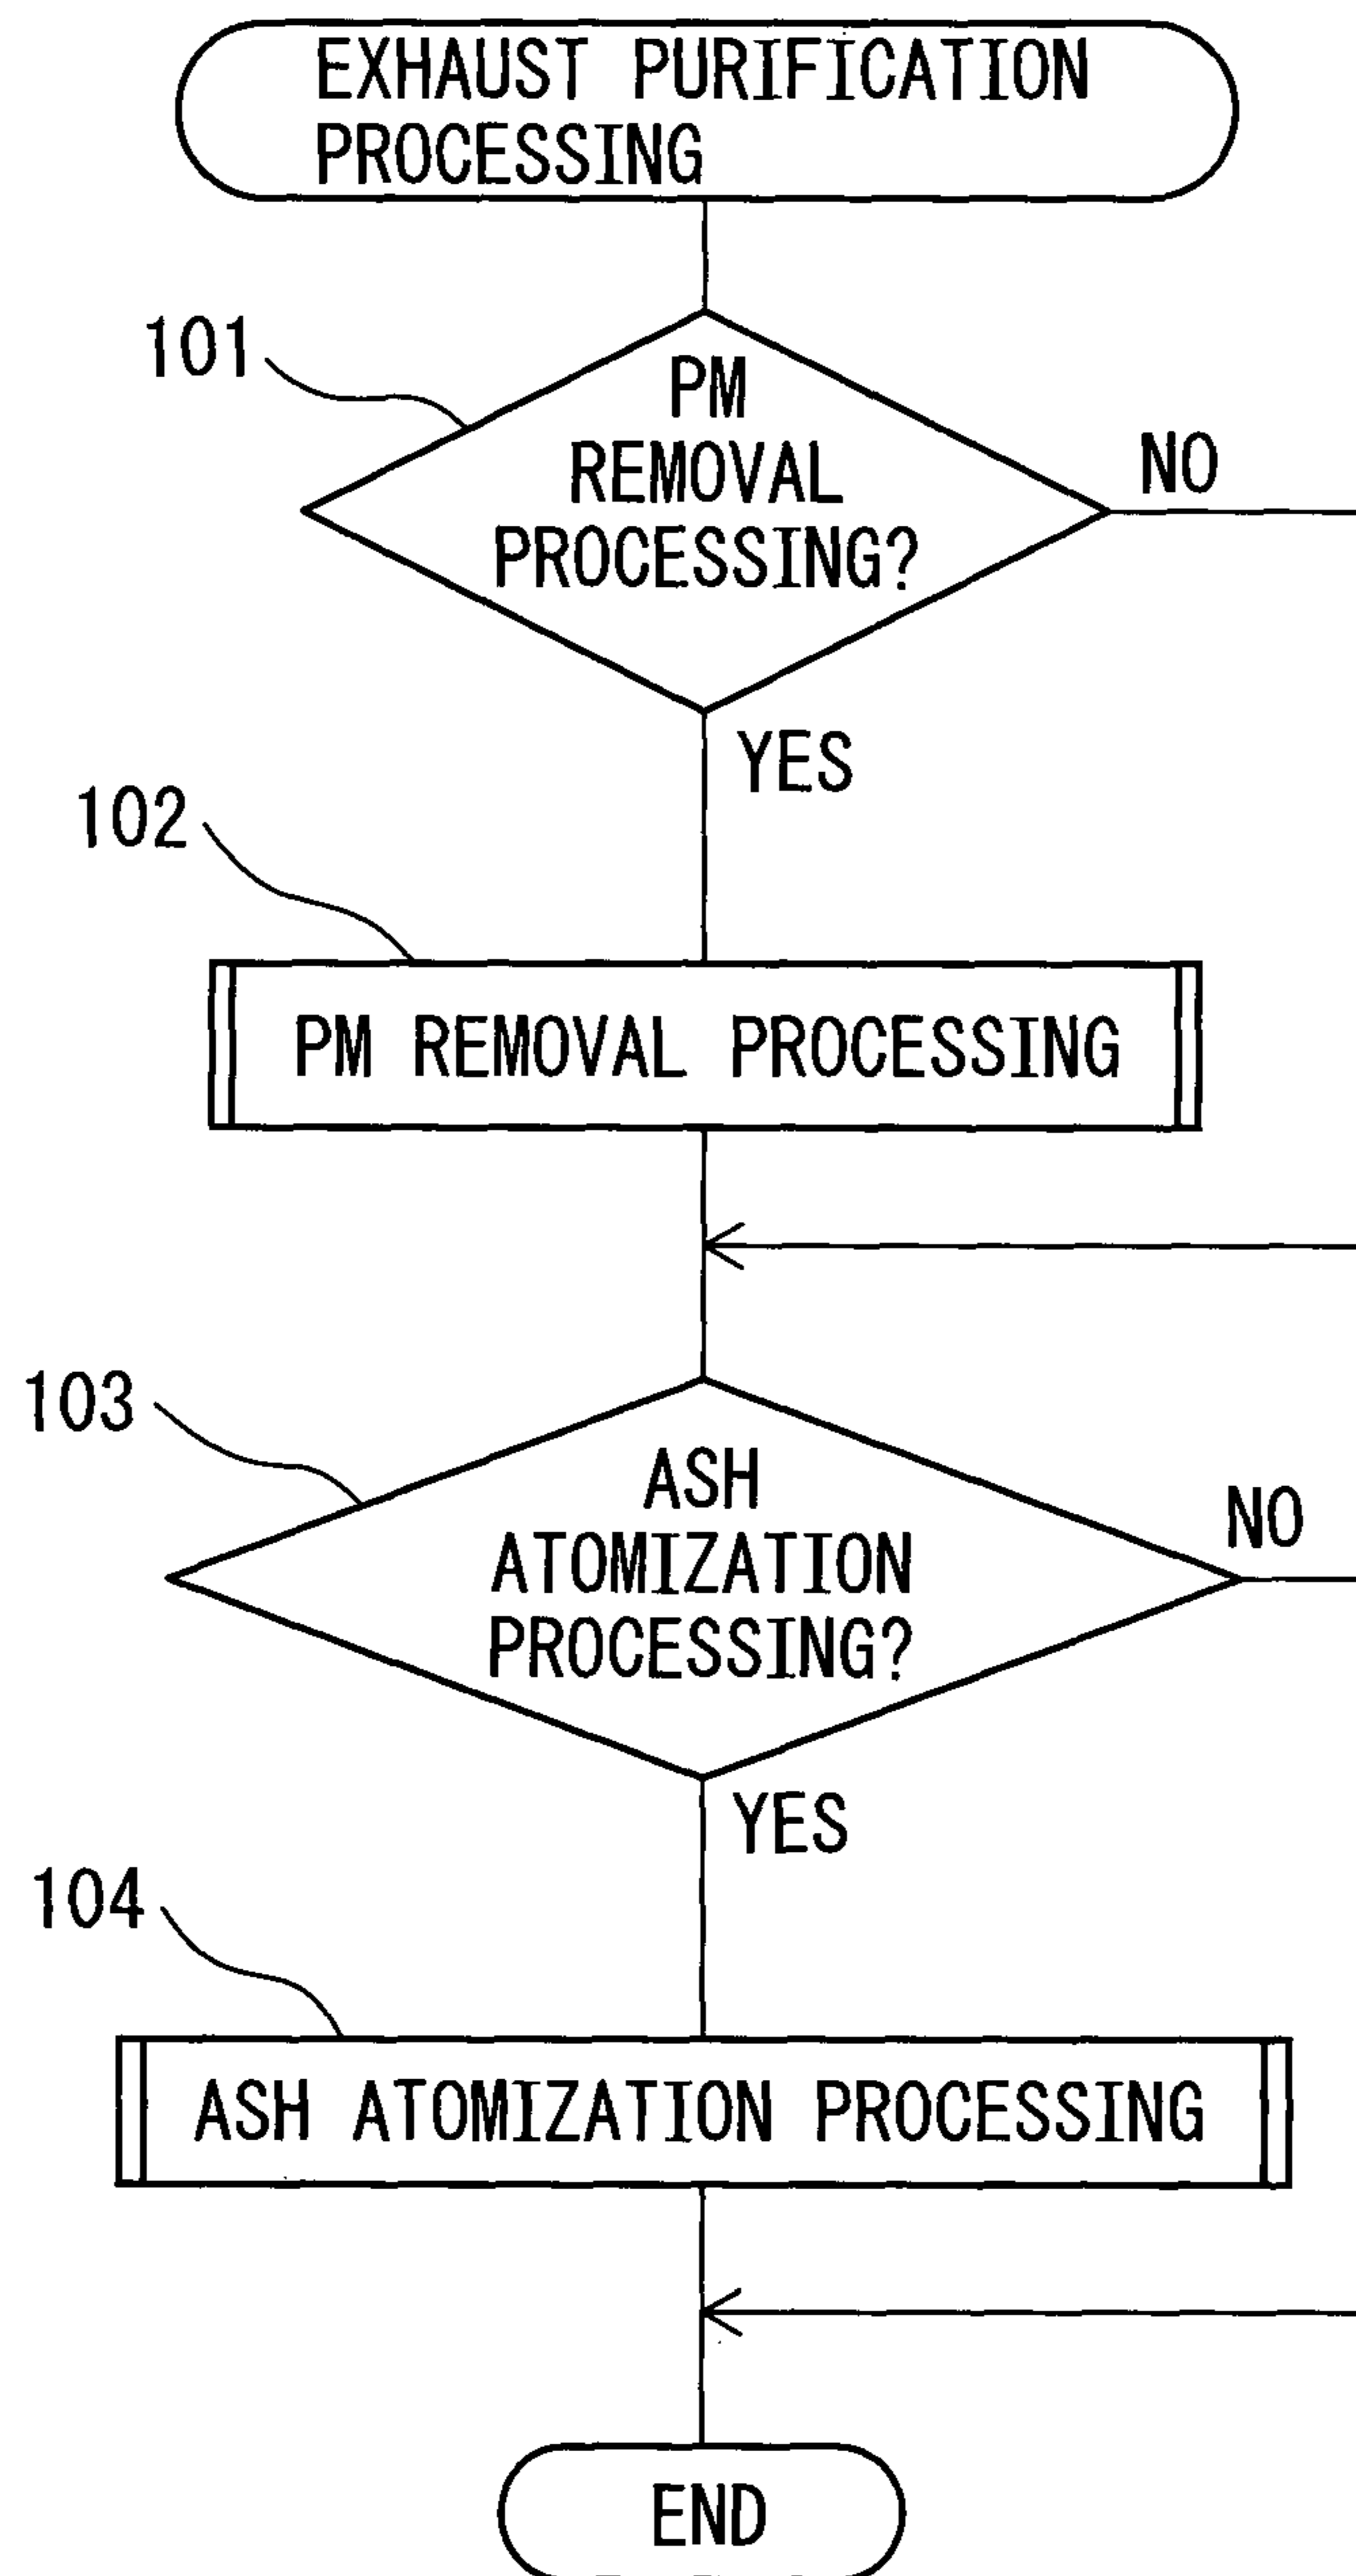 EXHAUST PURIFICATION
PROCESSING
101
PM
REMOVAL
PROCESSING?
NO
YES
102
PM REMOVAL PROCESSING
103
ASH
ATOMIZATION
PROCESSING?
NO
YES
104
ASH ATOMIZATION PROCESSING
END